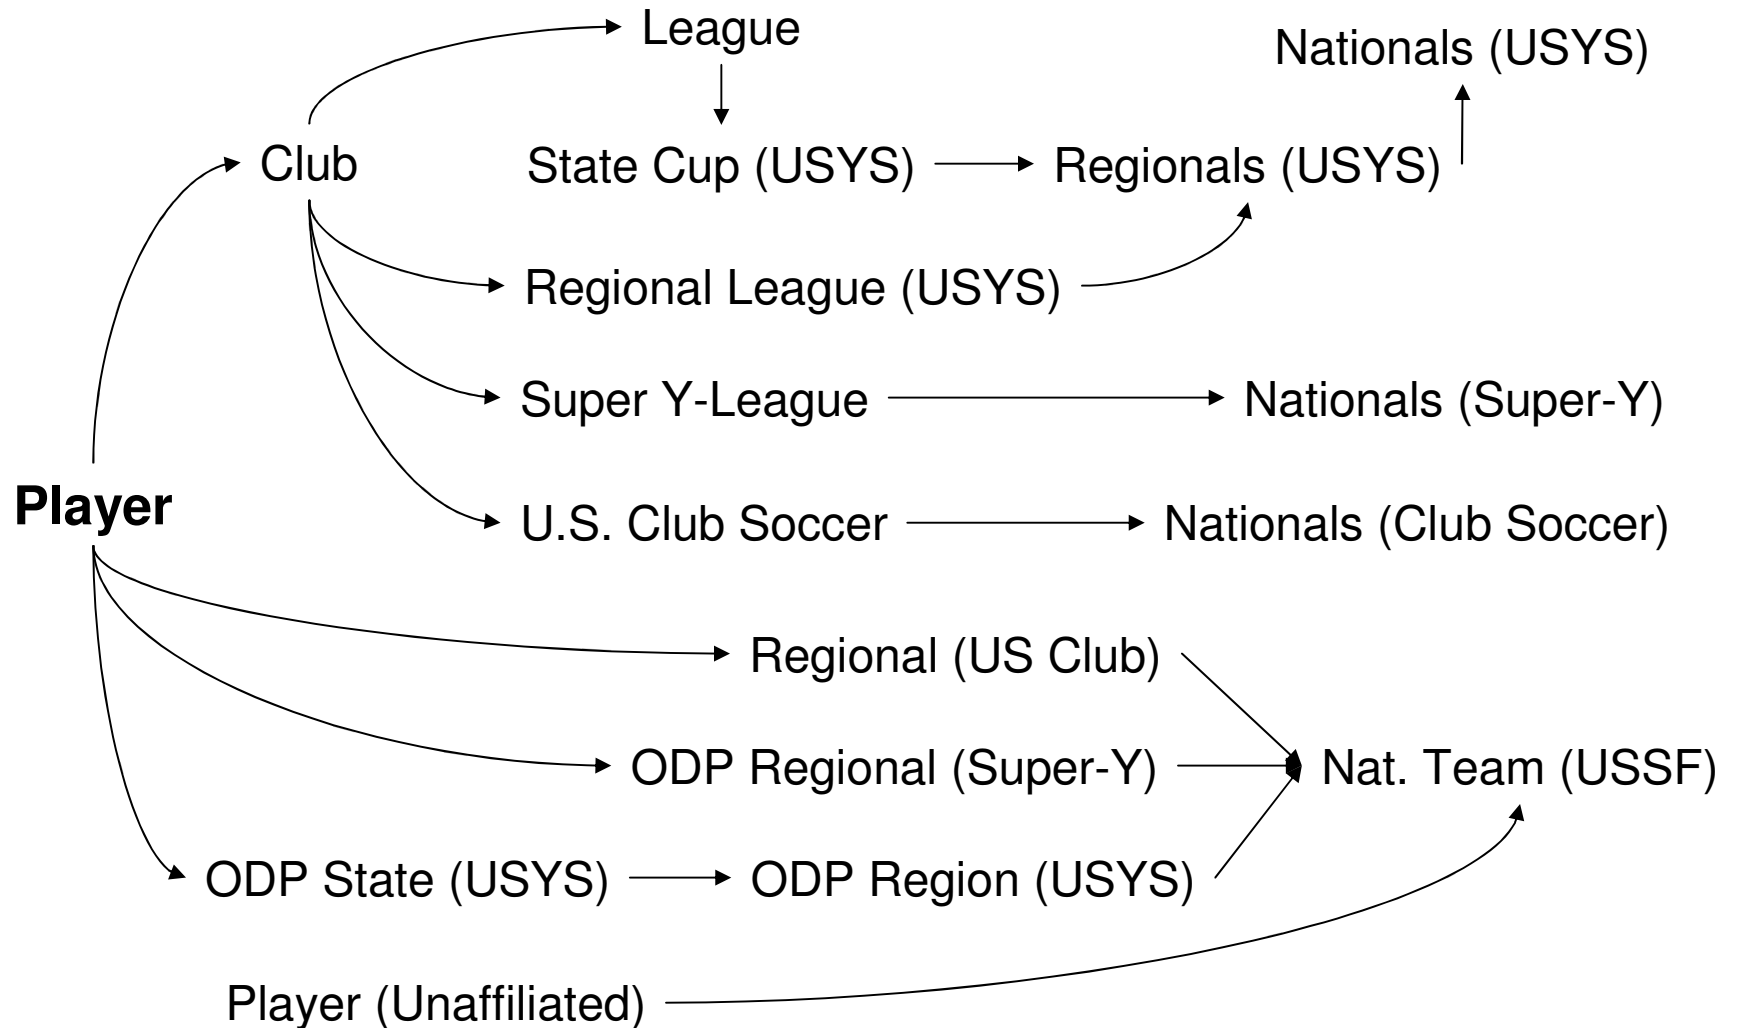 League
Nationals (USYS)
Club
State Cup (USYS)
Regionals (USYS)
Regional League (USYS)
Super Y-League
Nationals (Super-Y)
Player
U.S. Club Soccer
Nationals (Club Soccer)
Regional (US Club)
ODP Regional (Super-Y)
Nat. Team (USSF)
ODP State (USYS)
ODP Region (USYS)
Player (Unaffiliated)